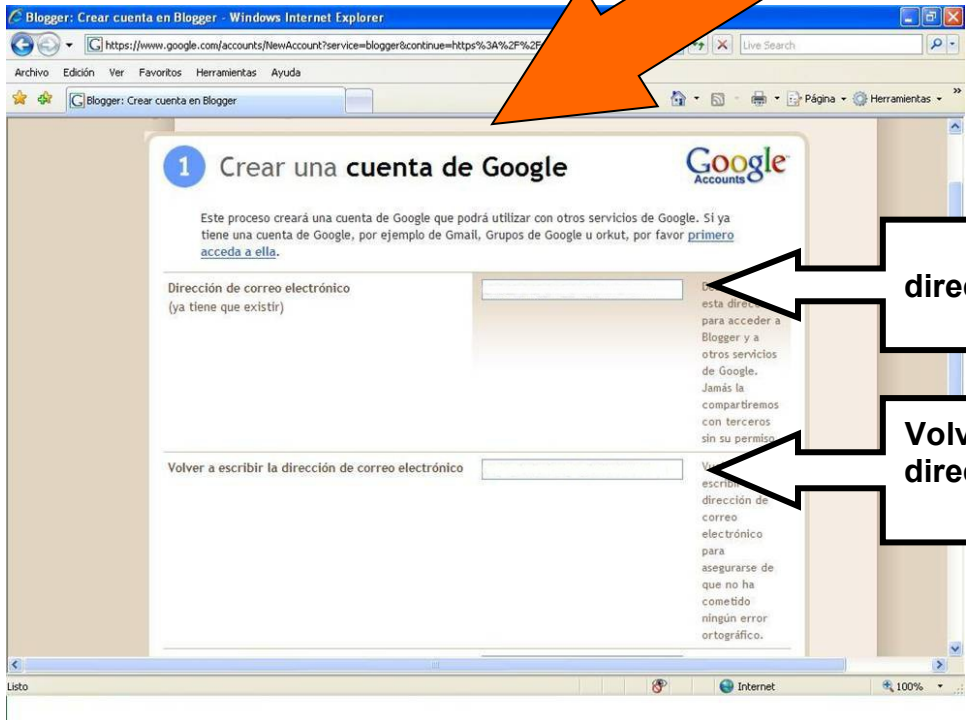 Blogger: Crear cuenta en Blogger - Windows Internet Explorer
https://www.google.com/accounts/NewAccount?service=blogger&continue=https%3A%2F%2F
Live Search
Archivo Edición Ver Favoritos Herramientas Ayuda
Blogger: Crear cuenta en Blogger
Página Herramientas »
1 Crear una cuenta de Google
Google Accounts
Este proceso creará una cuenta de Google que podrá utilizar con otros servicios de Google. Si ya
tiene una cuenta de Google, por ejemplo de Gmail, Grupos de Google u orkut, por favor primero
acceda a ella.
Dirección de correo electrónico
(ya tiene que existir)
esta
para acceder a
Blogger y a
otros servicios
de Google.
Jamás la
compartiremos
con terceros
sin su permiso
Volver a escribir la dirección de correo electrónico
dirección de
correo
electrónico
para
asegurarse de
que no ha
cometido
ningún error
ortográfico.
Listo
Internet
100%